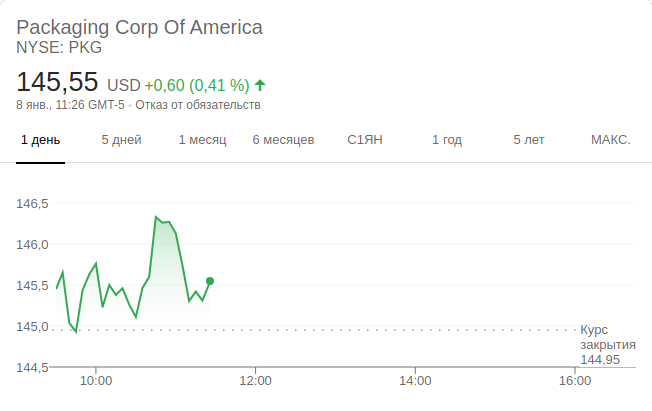 Packaging Corp Of America
NYSE: PKG
145,55 USD +0,60 (0,41 %)
8 янв., 11:26 GMT-5 · Отказ от обязательств
1 день 5 дней 1 месяц 6 месяцев С1ЯН 1 год 5 лет МАКС.
146,5
146,0
145,5
145,0
Курс
закрытия
144,95
144,5
10:00 12:00 14:00 16:00